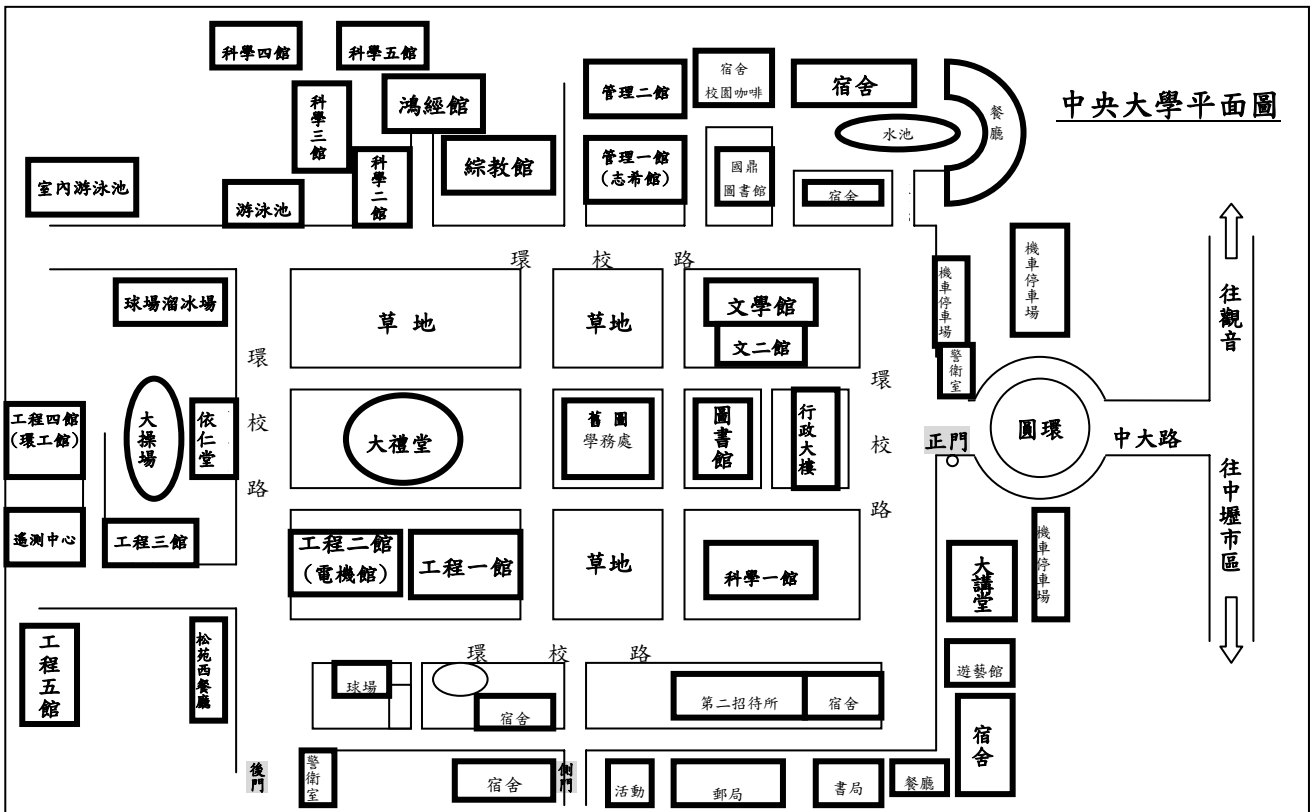 中央大學平面圖
科學四館
科學五館
科學三館
鴻經館
科學二館
綜教館
管理二館
管理一館
(志希館)
宿舍
校園咖啡
國鼎
圖書館
宿舍
水池
餐廳
宿舍
室內游泳池
游泳池
環校路
機車停車場
機車停車場
往觀音
球場溜冰場
草地
草地
文學館
文二館
警衛室
環校路
環校路
工程四館
(環工館)
大操場
依仁堂
大禮堂
舊圖
學務處
圖書館
行政大樓
正門
圓環
中大路
往中壢市區
遙測中心
工程三館
工程二館
(電機館)
工程一館
草地
科學一館
大講堂
機車停車場
工程五館
松苑西餐廳
環校路
球場
宿舍
第二招待所
宿舍
遊藝館
宿舍
後門
警衛室
宿舍
側門
活動
郵局
書局
餐廳